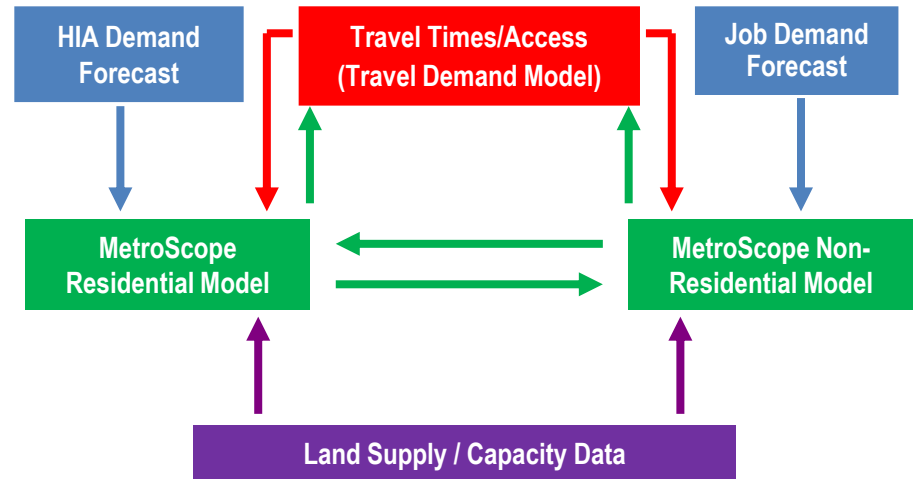 HIA Demand
Forecast
Travel Times/Access
(Travel Demand Model)
Job Demand
Forecast
MetroScope
Residential Model
MetroScope Non-
Residential Model
Land Supply / Capacity Data